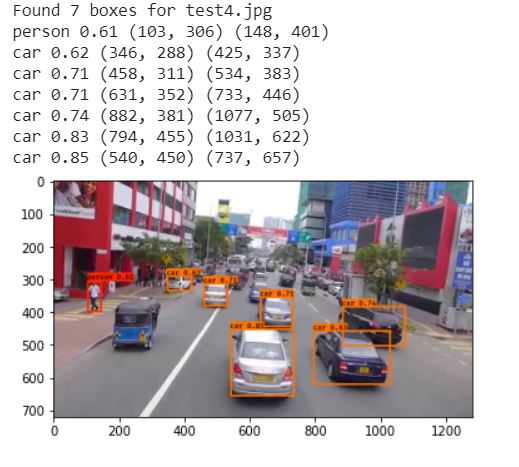 Found 7 boxes for test4.jpg
person 0.61 (103, 306) (148, 401)
car 0.62 (346, 288) (425, 337)
car 0.71 (458, 311) (534, 383)
car 0.71 (631, 352) (733, 446)
car 0.74 (882, 381) (1077, 505)
car 0.83 (794, 455) (1031, 622)
car 0.85 (540, 450) (737, 657)
0
100
200
300
400
500
600
700
person 0.61
car 0.62
car 0.71
car 0.71
car 0.74
car 0.85
car 0.83
0 200 400 600 800 1000 1200